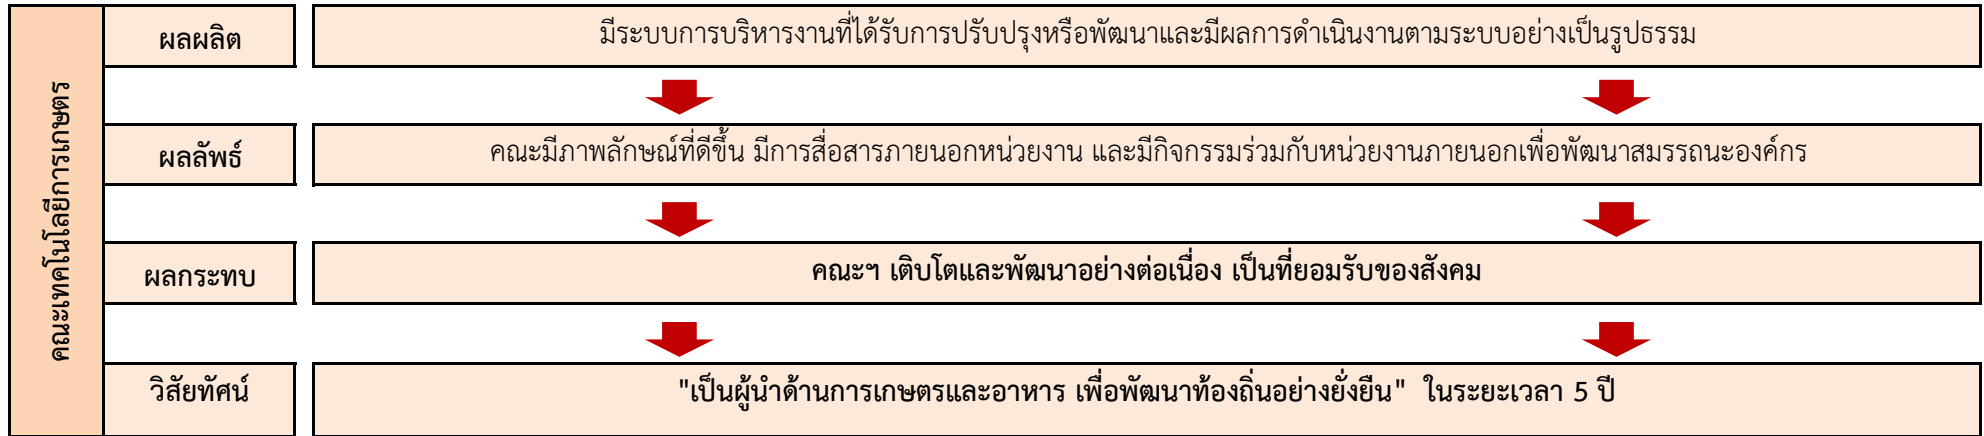 คณะเทคโนโลยีการเกษตร
ผลผลิต
มีระบบการบริหารงานที่ได้รับการปรับปรุงหรือพัฒนาและมีผลการดำเนินงานตามระบบอย่างเป็นรูปธรรม
ผลลัพธ์
คณะมีภาพลักษณ์ที่ดีขึ้น มีการสื่อสารภายนอกหน่วยงาน และมีกิจกรรมร่วมกับหน่วยงานภายนอกเพื่อพัฒนาสมรรถนะองค์กร
ผลกระทบ
คณะฯ เติบโตและพัฒนาอย่างต่อเนื่อง เป็นที่ยอมรับของสังคม
วิสัยทัศน์
"เป็นผู้นำด้านการเกษตรและอาหาร เพื่อพัฒนาท้องถิ่นอย่างยั่งยืน" ในระยะเวลา 5 ปี